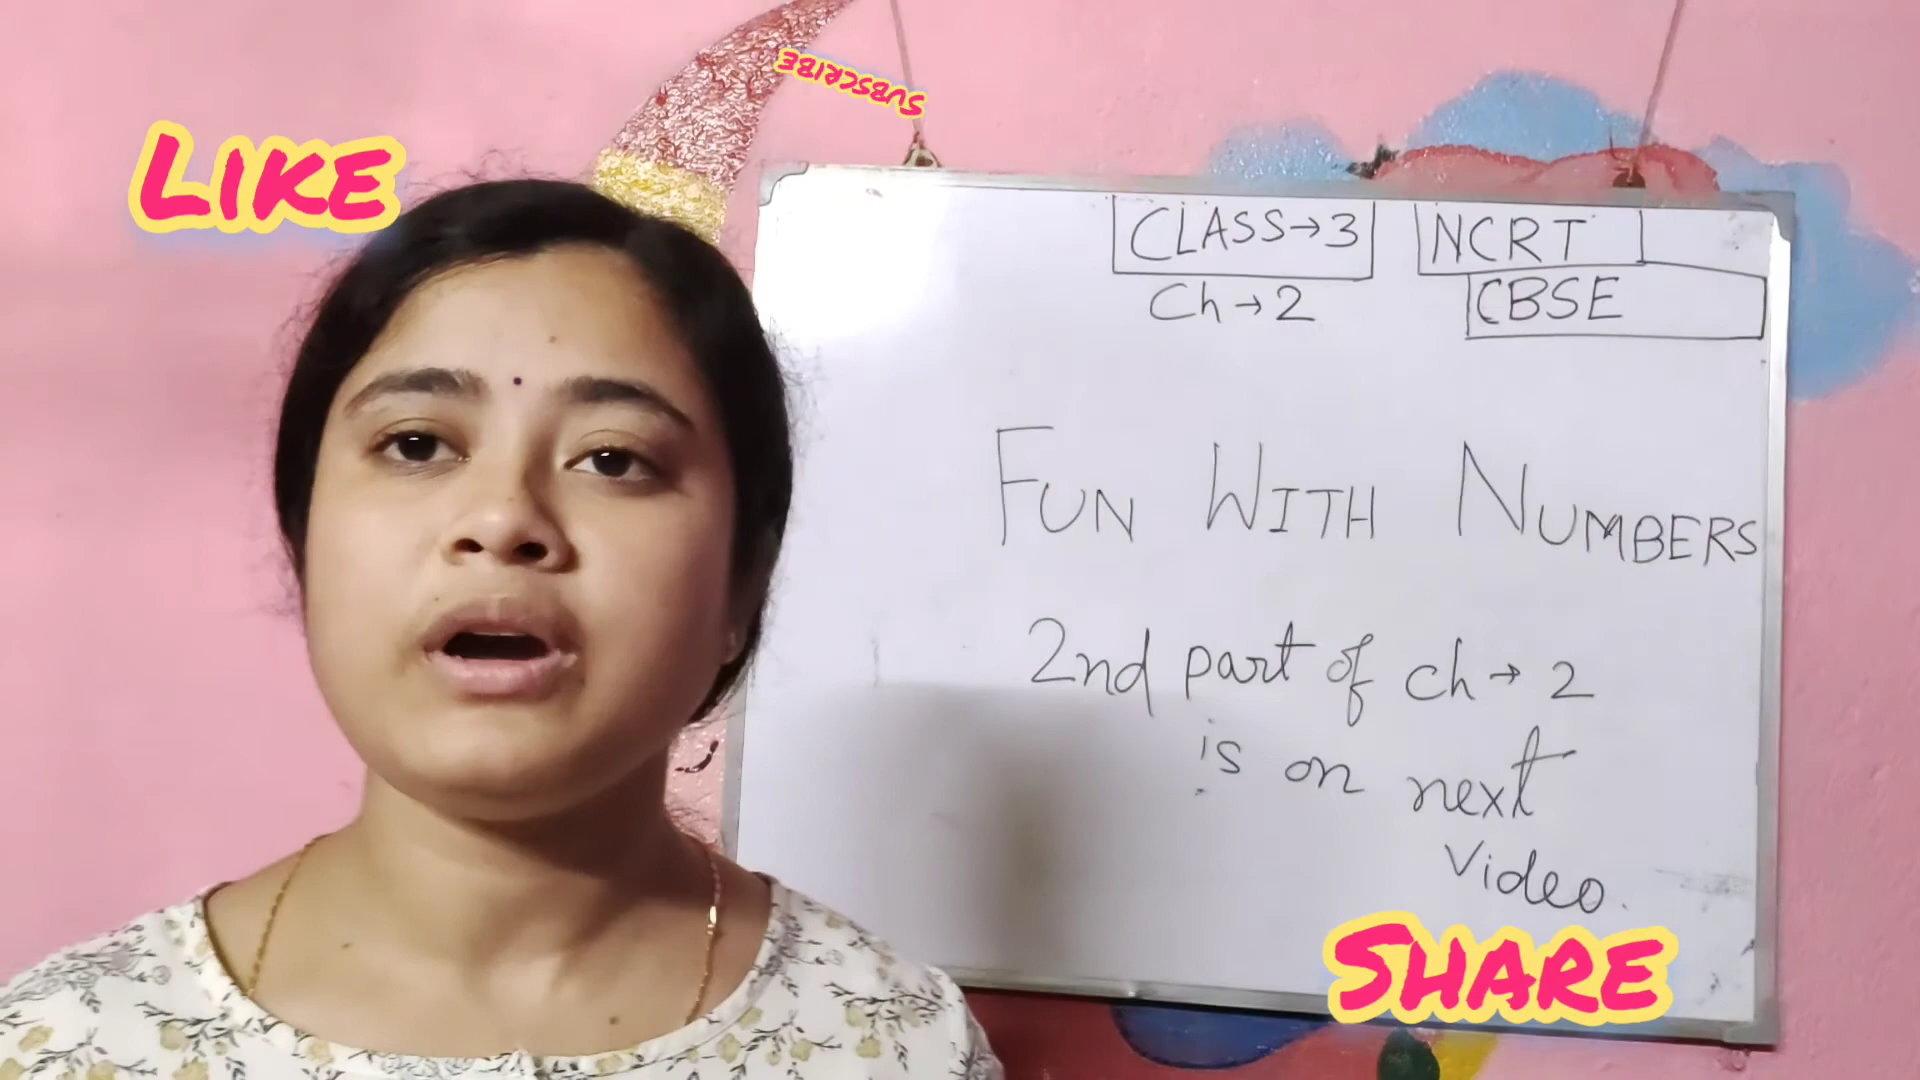 SUBSCRIBE
LIKE
CLASS→3
NCRT
Ch→2
CBSE
FUN WITH NUMBERS
2nd part of ch→2
is on next
video.
SHARE